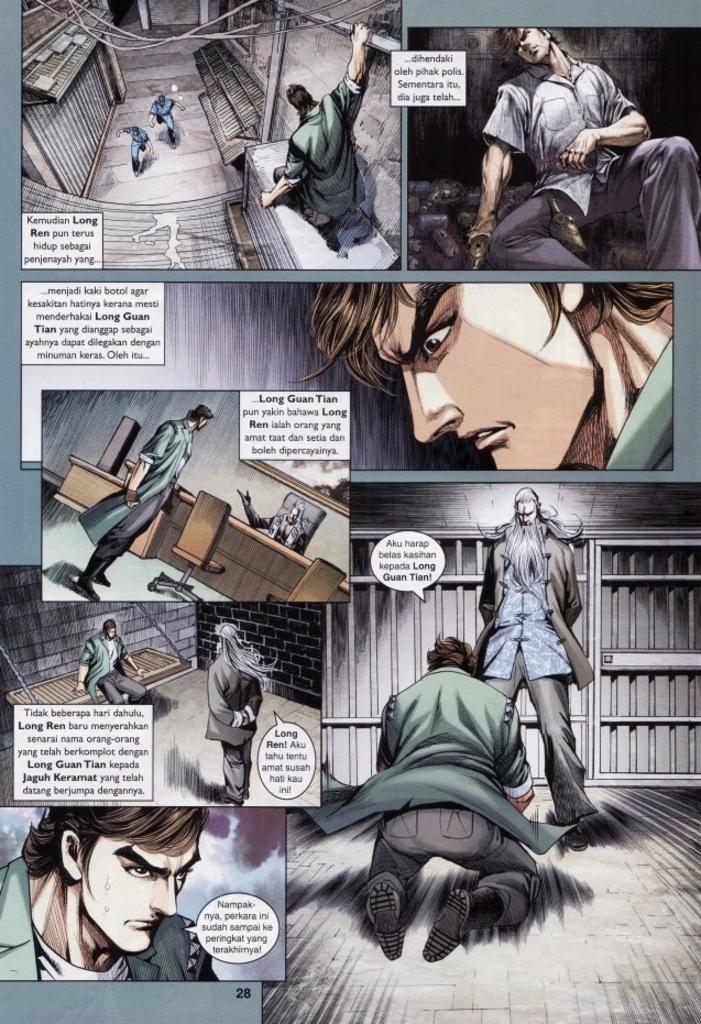 Kemudian Long
Ren pun terus
hidup sebagai
penjenayah yang...
...dihendaki
oleh pihak polis.
Sementara itu,
dia juga telah...
...menjadi kaki botol agar
kesakitan hatinya kerana mesti
menderhakai Long Guan
Tian yang dianggap sebagai
ayahnya dapat dilegakan dengan
minuman keras. Oleh itu...
...Long Guan Tian
pun yakin bahawa Long
Ren ialah orang yang
amat taat dan setia dan
boleh dipercayainya.
Aku harap
belas kasihan
kepada Long
Guan Tian!
Tidak beberapa hari dahulu,
Long Ren baru menyerahkan
senarai nama orang-orang
yang telah berkomplot dengan
Long Guan Tian kepada
Jaguh Keramat yang telah
datang berjumpa dengannya.
Long
Ren! Aku
tahu tentu
amat susah
hati kau
ini!
Nampak-
nya, perkara ini
sudah sampai ke
peringkat yang
terakhirnya!
28